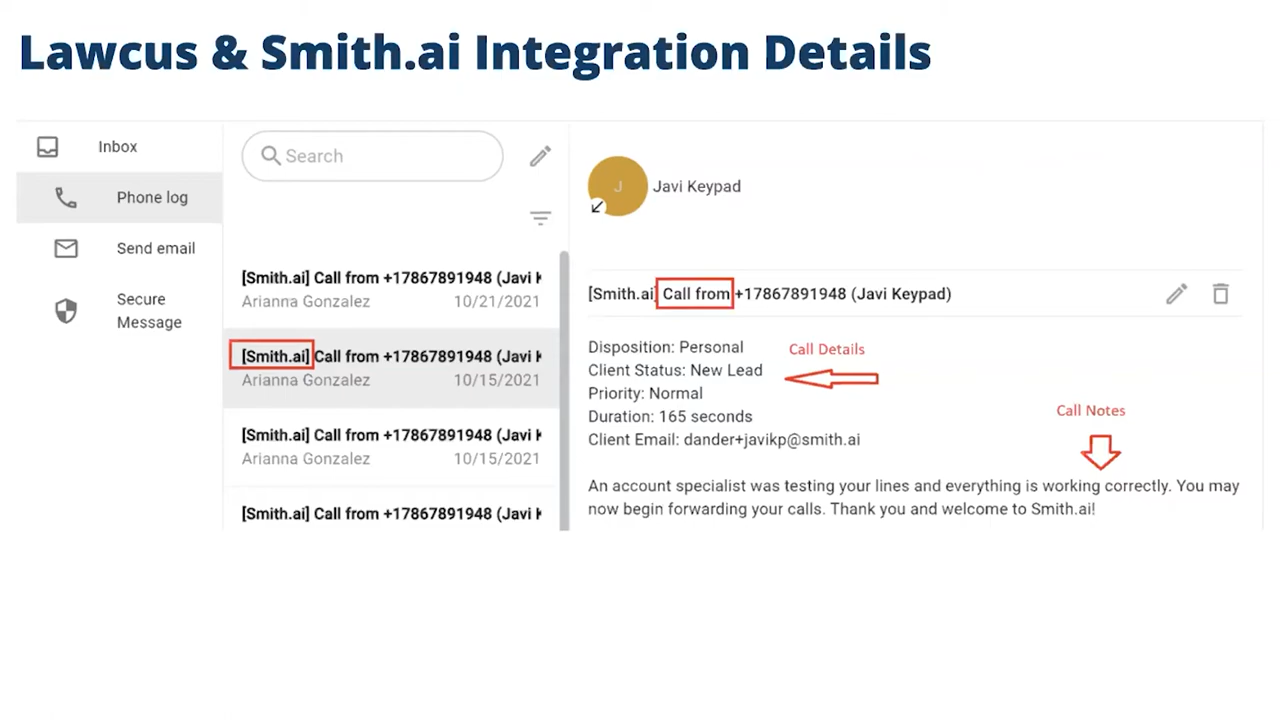 Lawcus & Smith.ai Integration Details
Inbox
Phone log
Send email
Secure
Message
Search
[Smith.ai] Call from +17867891948 (Javi K
Arianna Gonzalez 10/21/2021
[Smith.ai] Call from +17867891948 (Javi K
Arianna Gonzalez 10/15/2021
[Smith.ai] Call from +17867891948 (Javi K
Arianna Gonzalez 10/15/2021
[Smith.ai] Call from +17867891948 (Javi K
J
Javi Keypad
[Smith.ai] Call from +17867891948 (Javi Keypad)
Disposition: Personal
Client Status: New Lead
Priority: Normal
Duration: 165 seconds
Client Email: dander+javikp@smith.ai
Call Details
Call Notes
An account specialist was testing your lines and everything is working correctly. You may
now begin forwarding your calls. Thank you and welcome to Smith.ai!